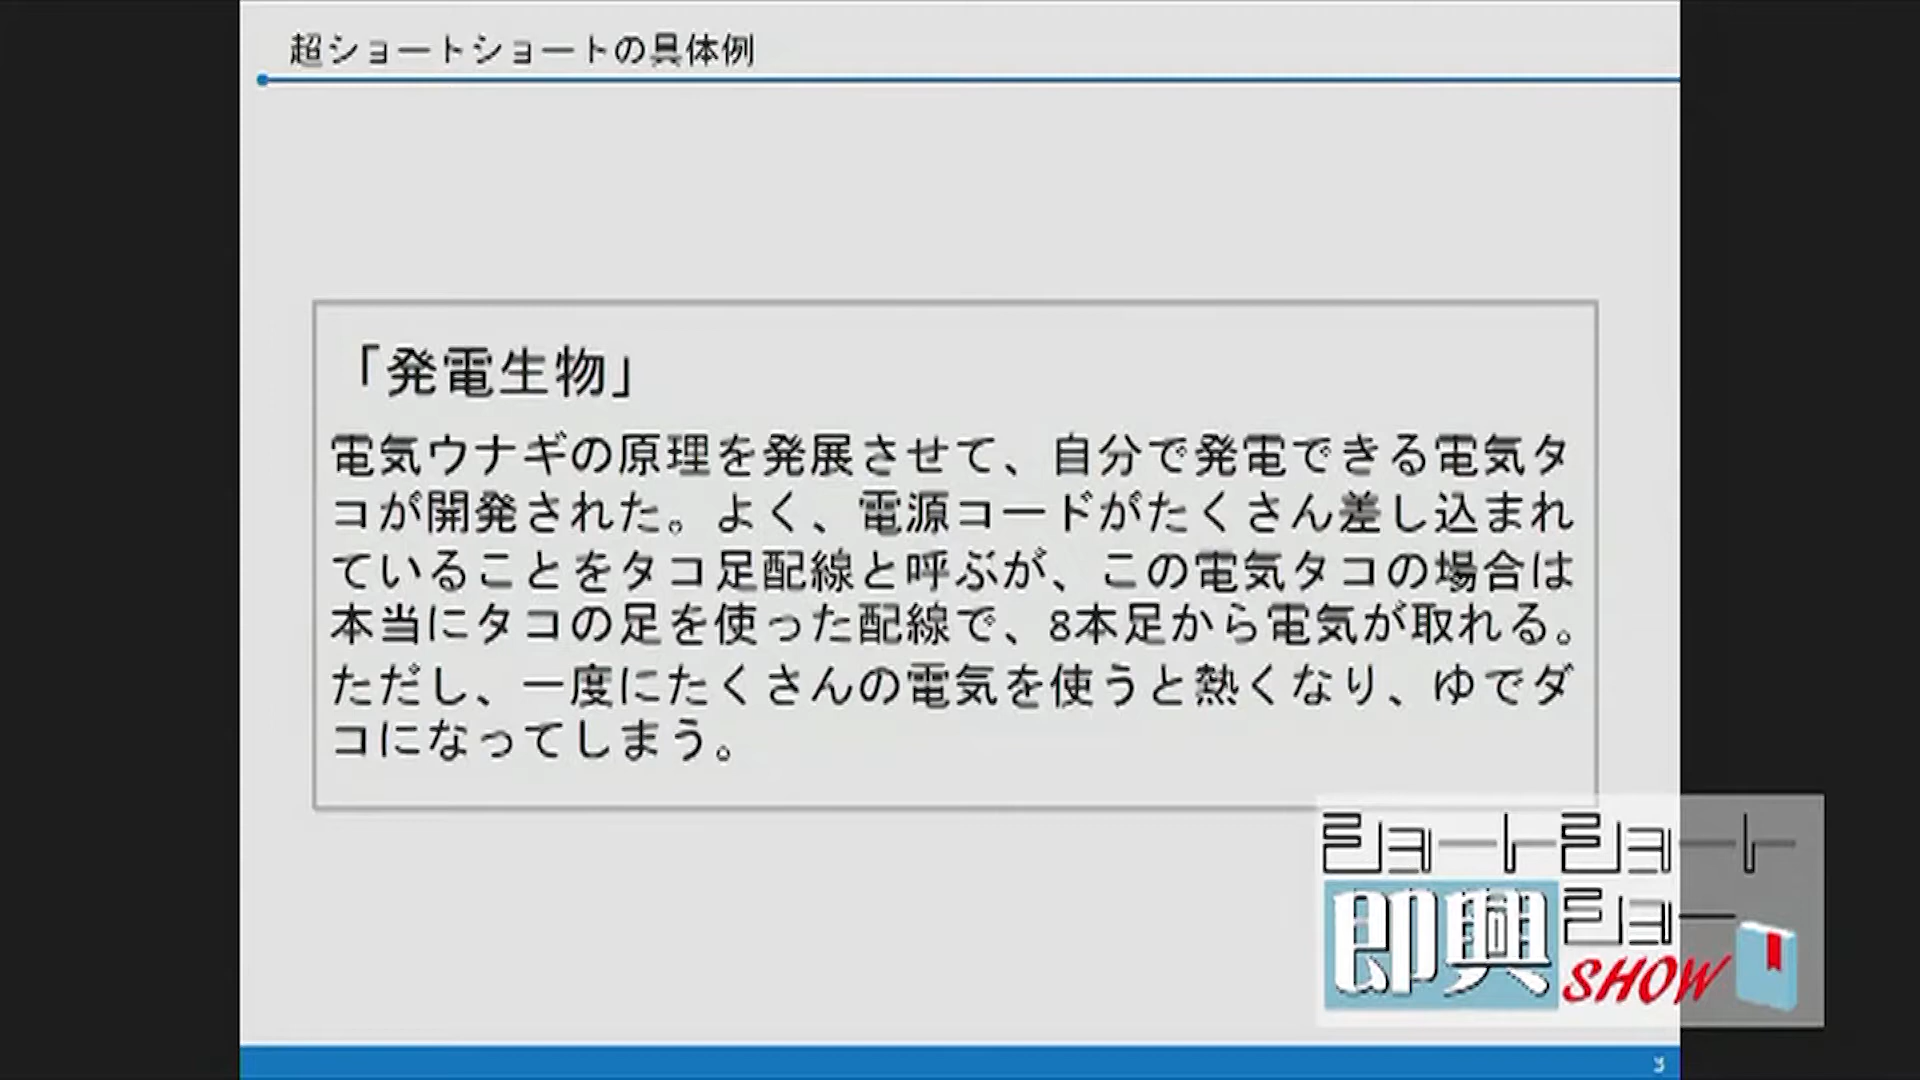 超ショートショートの具体例
「発電生物」
電気ウナギの原理を発展させて、自分で発電できる電気タ
コが開発された。よく、電源コードがたくさん差し込まれ
ていることをタコ足配線と呼ぶが、この電気タコの場合は
本当にタコの足を使った配線で、8本足から電気が取れる。
ただし、一度にたくさんの電気を使うと熱くなり、ゆでダ
コになってしまう。
ショートショート
即興ショー
SHOW
3